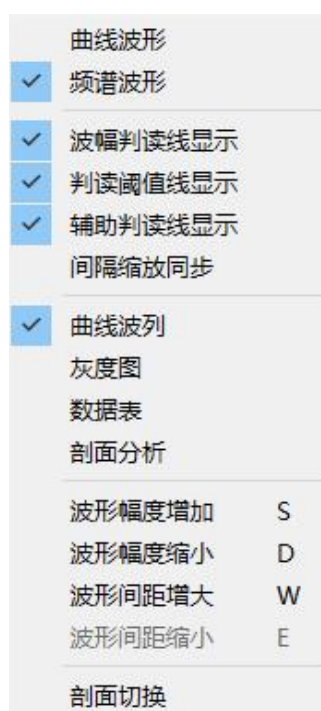 曲线波形
频谱波形
波幅判读线显示
判读阈值线显示
辅助判读线显示
间隔缩放同步
曲线波列
灰度图
数据表
剖面分析
波形幅度增加 S
波形幅度缩小 D
波形间距增大 W
波形间距缩小 E
剖面切换